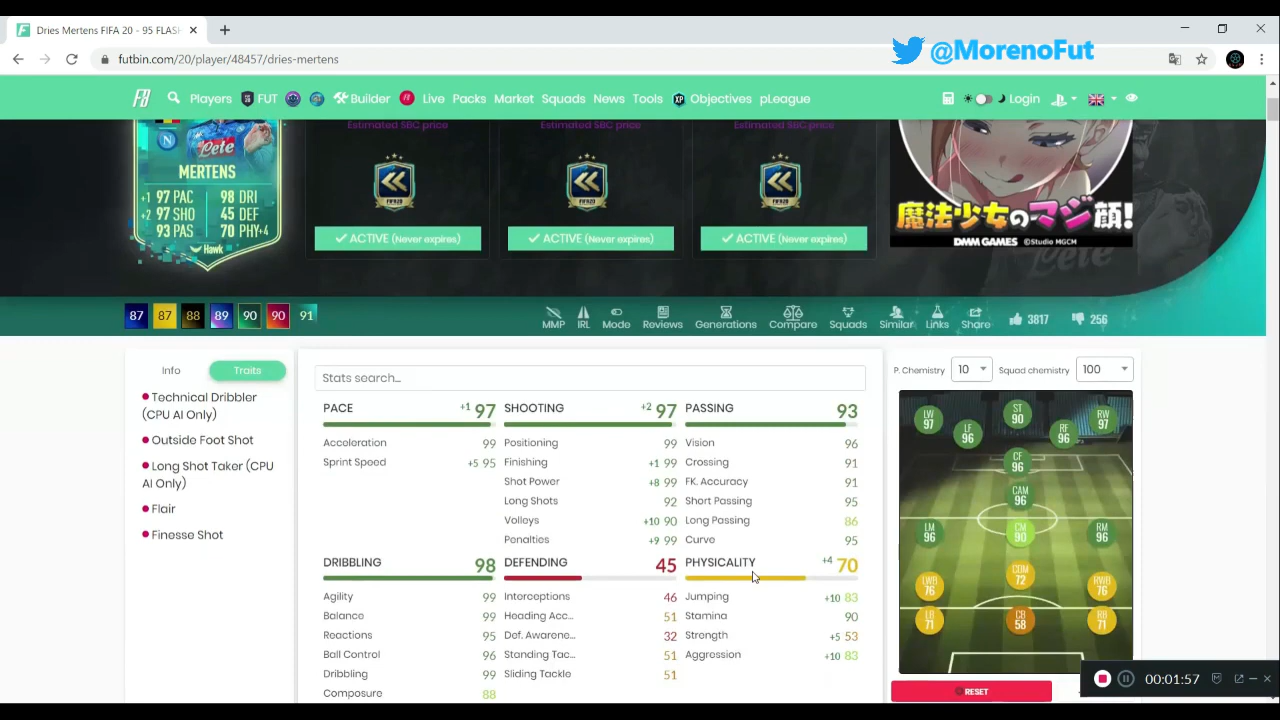 Dries Mertens FIFA 20 - 95 FLASH
@MorenoFut
futbin.com/20/player/48457/dries-mertens
Players FUT Builder Live Packs Market Squads News Tools XP Objectives pLeague Login
Estimated SBC price Estimated SBC price Estimated SBC price
N
Lete
MERTENS
+1 97 PAC 98 DRI
+2 97 SHO 45 DEF
93 PAS 70 PHY+4
Hawk
FIFA20 FIFA20 FIFA20
ACTIVE (Never expires) ACTIVE (Never expires) ACTIVE (Never expires)
魔法少女のマジ顔!
DMM GAMES ©Studio MGCM
87 87 88 89 90 90 91
MMP IRL Mode Reviews Generations Compare Squads Similar Links Share 3817 256
Info Traits
Technical Dribbler
(CPU AI Only)
Outside Foot Shot
Long Shot Taker (CPU
AI Only)
Flair
Finesse Shot
Stats search...
PACE +1 97
Acceleration 99
Sprint Speed +5 95
SHOOTING +2 97
Positioning 99
Finishing +1 99
Shot Power +8 99
Long Shots 92
Volleys +10 90
Penalties +9 99
PASSING 93
Vision 96
Crossing 91
FK. Accuracy 91
Short Passing 95
Long Passing 86
Curve 95
DRIBBLING 98
Agility 99
Balance 99
Reactions 95
Ball Control 96
Dribbling 99
Composure 88
DEFENDING 45
Interceptions 46
Heading Acc... 51
Def. Awarene... 32
Standing Tac... 51
Sliding Tackle 51
PHYSICALITY +4 70
Jumping +10 83
Stamina 90
Strength +5 53
Aggression +10 83
P. Chemistry 10 Squad chemistry 100
LW 97
ST 90
RW 97
LF 96
RF 96
CF 96
CAM 96
LM 96
CM 90
RM 96
CDM 72
LWB 76
RWB 76
LB 71
CB 58
RB 71
RESET
00:01:57